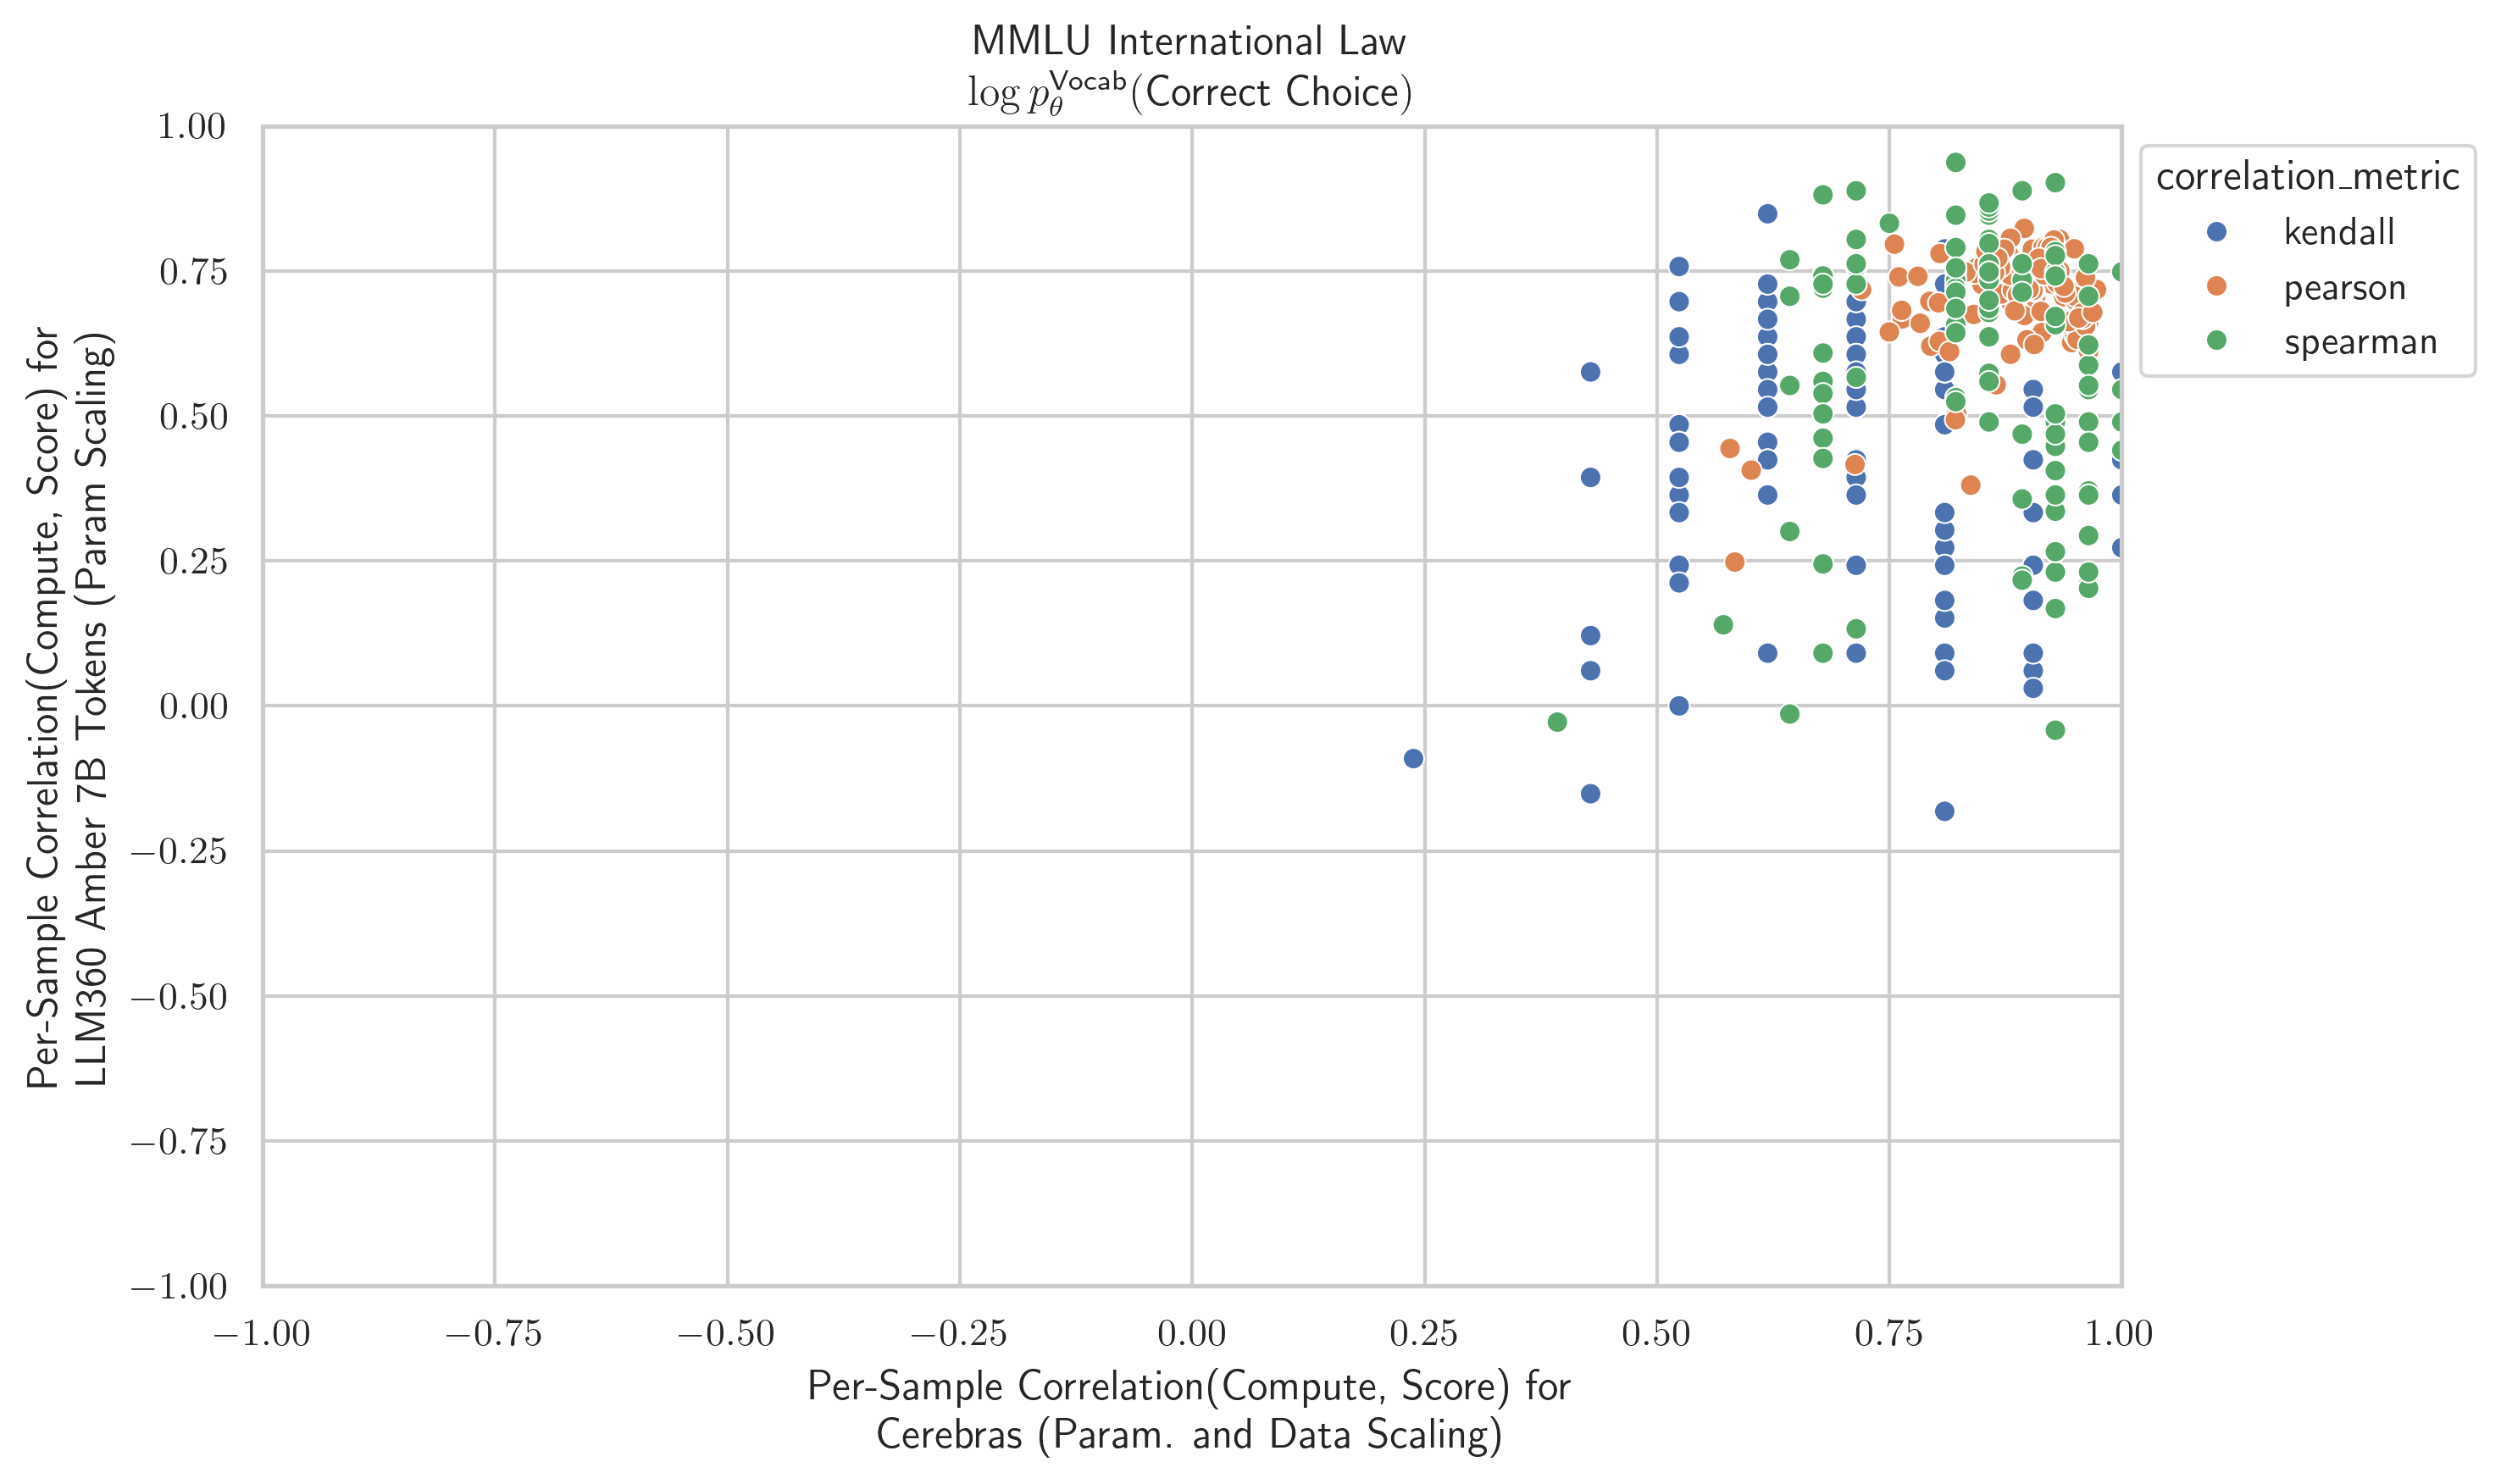 MMLU International Law
log p_θ^Vocab(Correct Choice)
Per-Sample Correlation(Compute, Score) for
LLM360 Amber 7B Tokens (Param Scaling)
1.00
0.75
0.50
0.25
0.00
−0.25
−0.50
−0.75
−1.00
−1.00 −0.75 −0.50 −0.25 0.00 0.25 0.50 0.75 1.00
Per-Sample Correlation(Compute, Score) for
Cerebras (Param. and Data Scaling)
correlation_metric
kendall
pearson
spearman